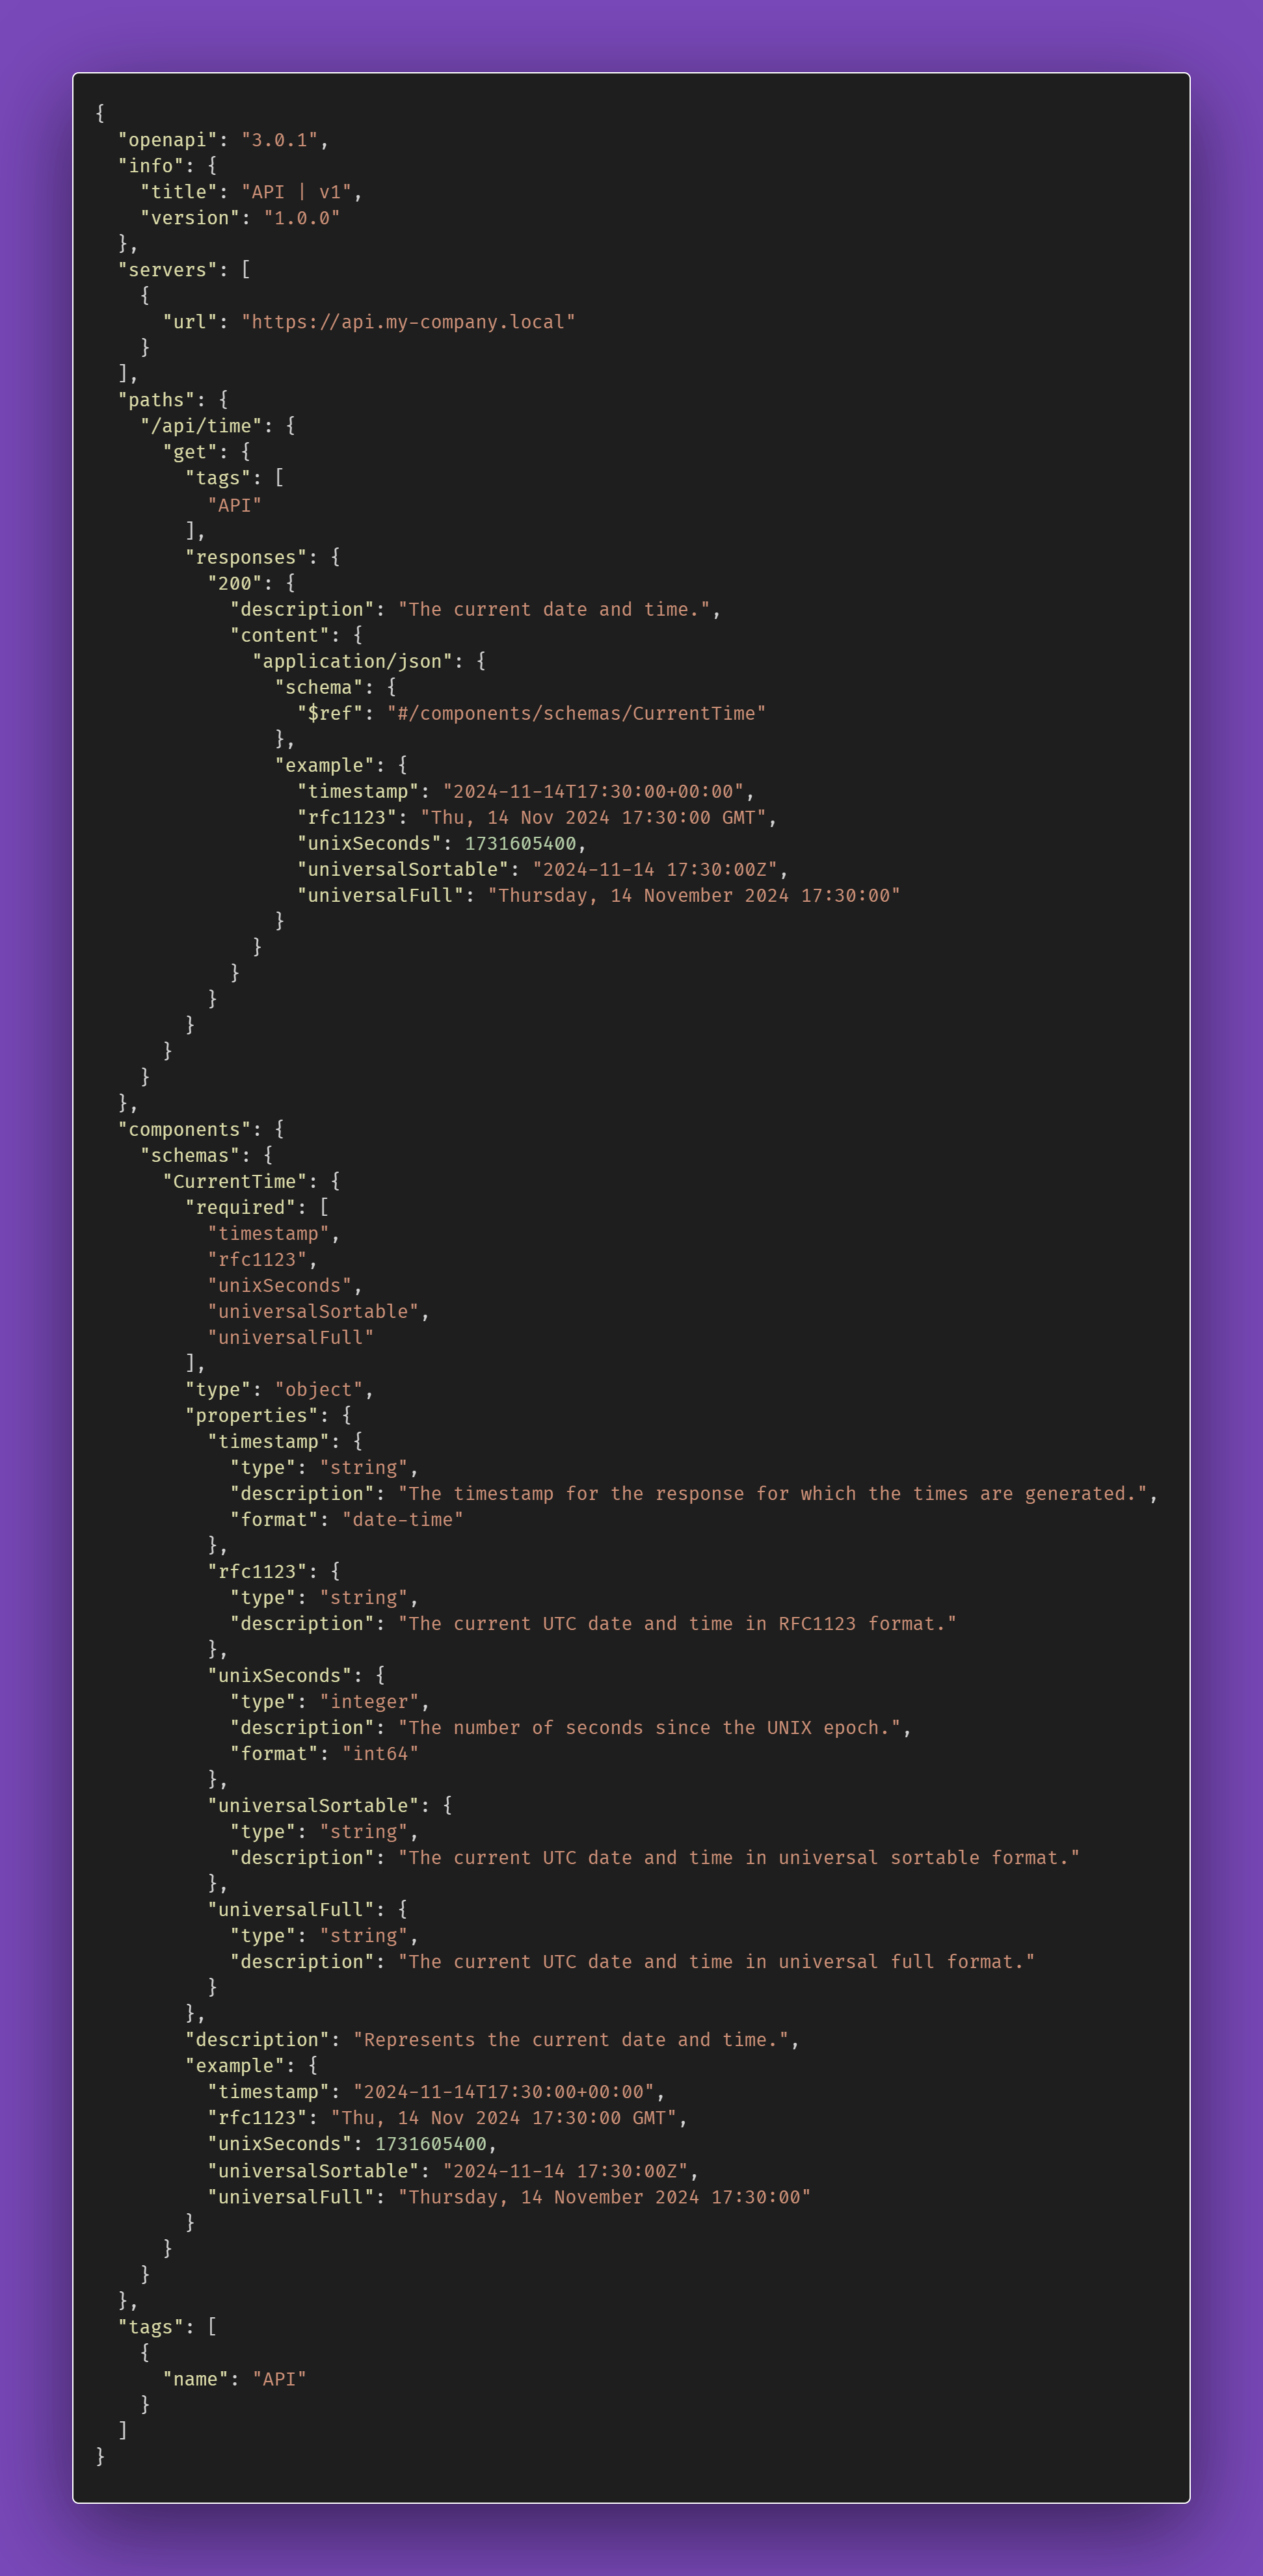 {
  "openapi": "3.0.1",
  "info": {
    "title": "API | v1",
    "version": "1.0.0"
  },
  "servers": [
    {
      "url": "https://api.my-company.local"
    }
  ],
  "paths": {
    "/api/time": {
      "get": {
        "tags": [
          "API"
        ],
        "responses": {
          "200": {
            "description": "The current date and time.",
            "content": {
              "application/json": {
                "schema": {
                  "$ref": "#/components/schemas/CurrentTime"
                },
                "example": {
                  "timestamp": "2024-11-14T17:30:00+00:00",
                  "rfc1123": "Thu, 14 Nov 2024 17:30:00 GMT",
                  "unixSeconds": 1731605400,
                  "universalSortable": "2024-11-14 17:30:00Z",
                  "universalFull": "Thursday, 14 November 2024 17:30:00"
                }
              }
            }
          }
        }
      }
    }
  },
  "components": {
    "schemas": {
      "CurrentTime": {
        "required": [
          "timestamp",
          "rfc1123",
          "unixSeconds",
          "universalSortable",
          "universalFull"
        ],
        "type": "object",
        "properties": {
          "timestamp": {
            "type": "string",
            "description": "The timestamp for the response for which the times are generated.",
            "format": "date-time"
          },
          "rfc1123": {
            "type": "string",
            "description": "The current UTC date and time in RFC1123 format."
          },
          "unixSeconds": {
            "type": "integer",
            "description": "The number of seconds since the UNIX epoch.",
            "format": "int64"
          },
          "universalSortable": {
            "type": "string",
            "description": "The current UTC date and time in universal sortable format."
          },
          "universalFull": {
            "type": "string",
            "description": "The current UTC date and time in universal full format."
          }
        },
        "description": "Represents the current date and time.",
        "example": {
          "timestamp": "2024-11-14T17:30:00+00:00",
          "rfc1123": "Thu, 14 Nov 2024 17:30:00 GMT",
          "unixSeconds": 1731605400,
          "universalSortable": "2024-11-14 17:30:00Z",
          "universalFull": "Thursday, 14 November 2024 17:30:00"
        }
      }
    }
  },
  "tags": [
    {
      "name": "API"
    }
  ]
}